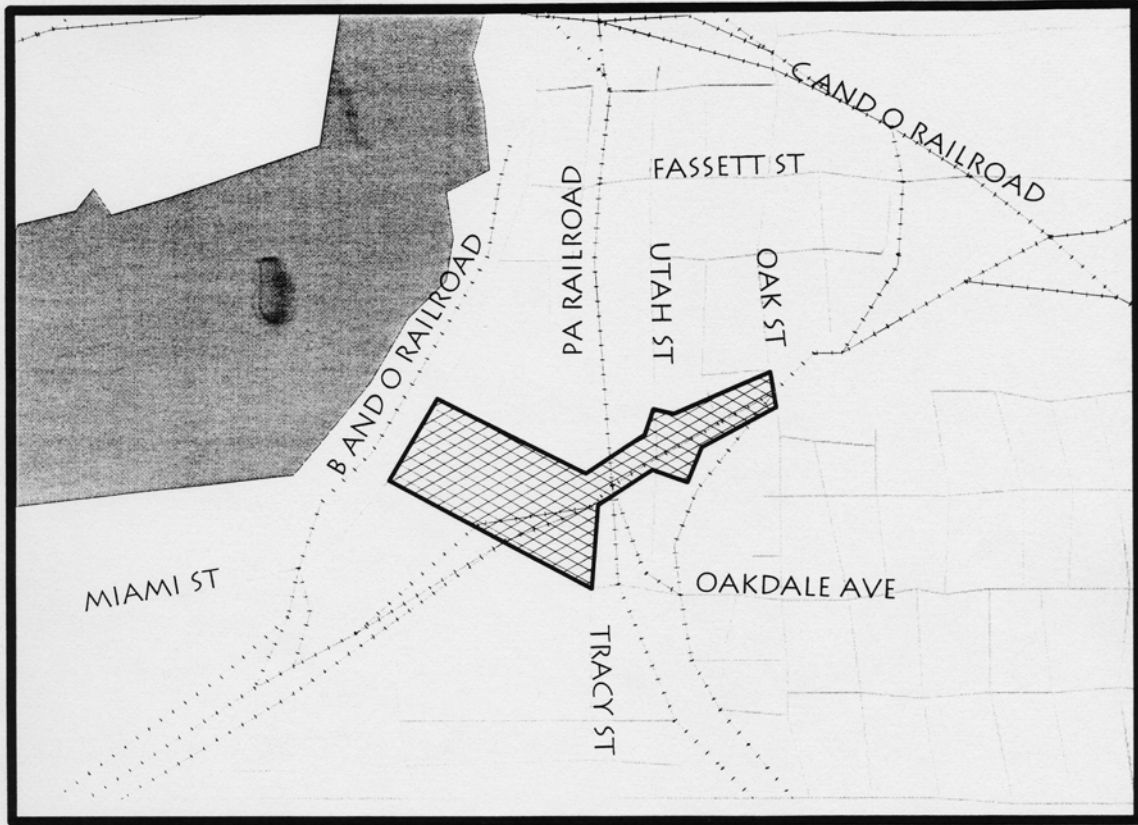 C AND O RAILROAD
FASSETT ST
PA RAILROAD
UTAH ST
OAK ST
B AND O RAILROAD
MIAMI ST
OAKDALE AVE
TRACY ST